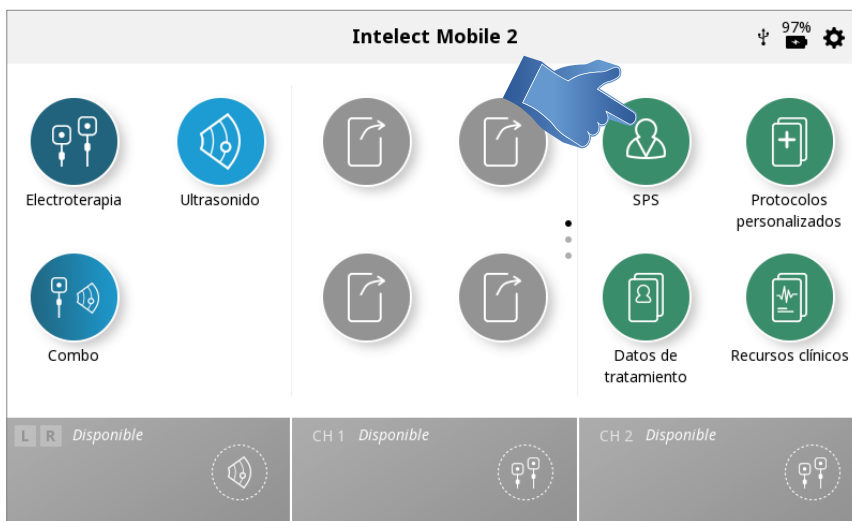 Intelect Mobile 2
97%
Electroterapia
Ultrasonido
SPS
Protocolos
personalizados
Combo
Datos de
tratamiento
Recursos clínicos
L R Disponible
CH 1 Disponible
CH 2 Disponible